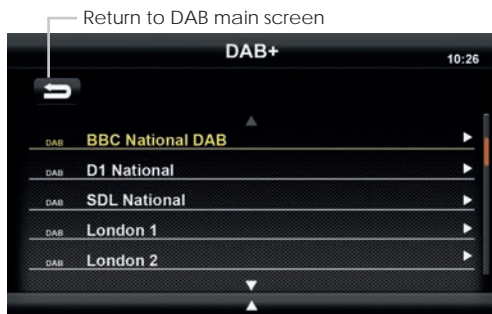 Return to DAB main screen
DAB+
10:26
DAB BBC National DAB
DAB D1 National
DAB SDL National
DAB London 1
DAB London 2